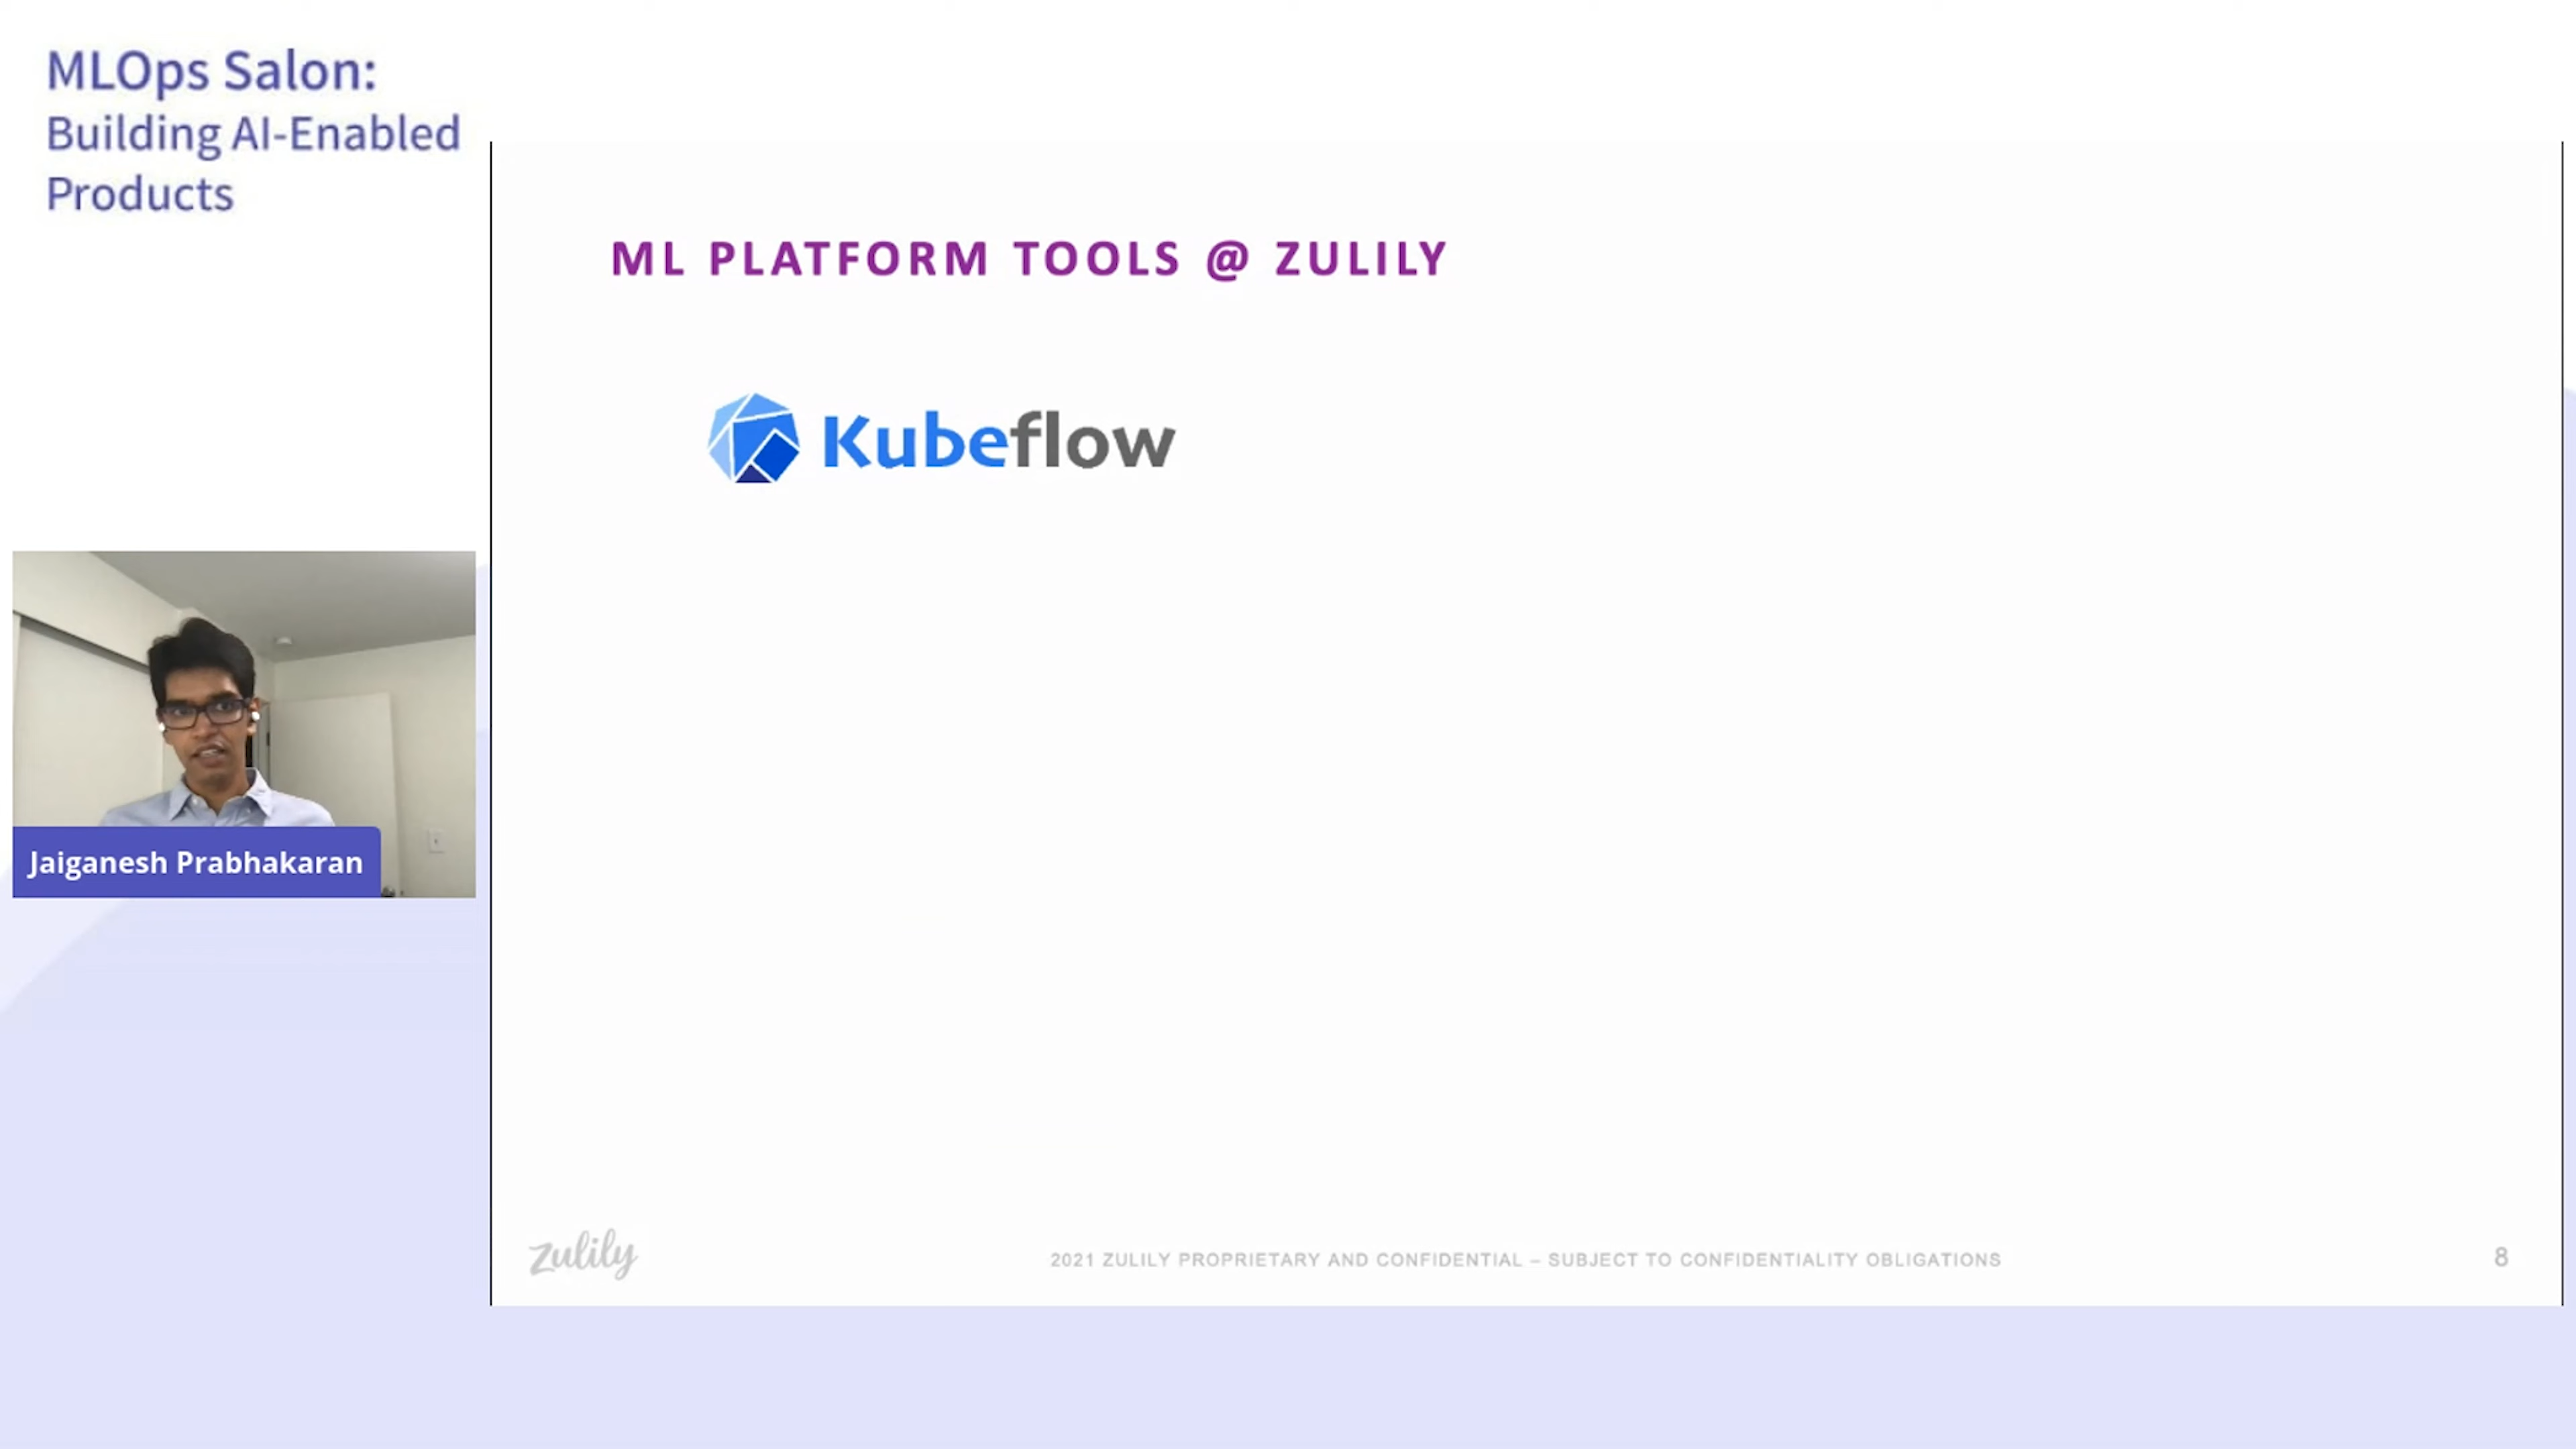 MLOps Salon:
Building AI-Enabled
Products
ML PLATFORM TOOLS @ ZULILY
Kubeflow
Jaiganesh Prabhakaran
zulily
2021 ZULILY PROPRIETARY AND CONFIDENTIAL – SUBJECT TO CONFIDENTIALITY OBLIGATIONS
8